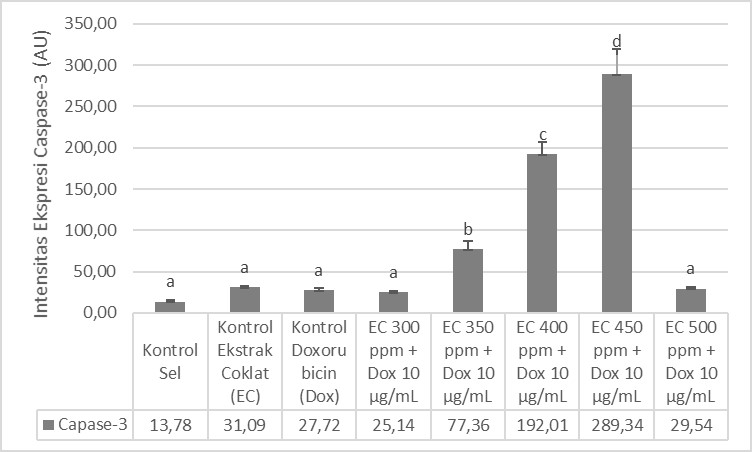 Intensitas Ekspresi Caspase-3 (AU)
350,00
300,00
250,00
200,00
150,00
100,00
50,00
0,00
a
a
a
a
b
c
d
a
Kontrol
Sel
Kontrol
Ekstrak
Coklat
(EC)
Kontrol
Doxoru
bicin
(Dox)
EC 300
ppm +
Dox 10
µg/mL
EC 350
ppm +
Dox 10
µg/mL
EC 400
ppm +
Dox 10
µg/mL
EC 450
ppm +
Dox 10
µg/mL
EC 500
ppm +
Dox 10
µg/mL
Capase-3 13,78 31,09 27,72 25,14 77,36 192,01 289,34 29,54